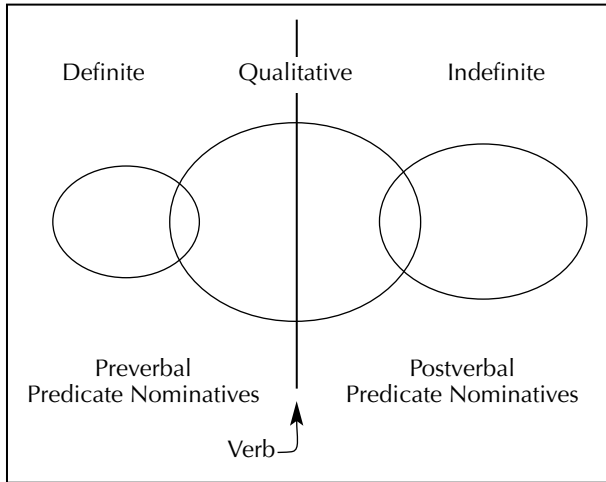 Definite Qualitative Indefinite
Preverbal
Predicate Nominatives
Postverbal
Predicate Nominatives
Verb